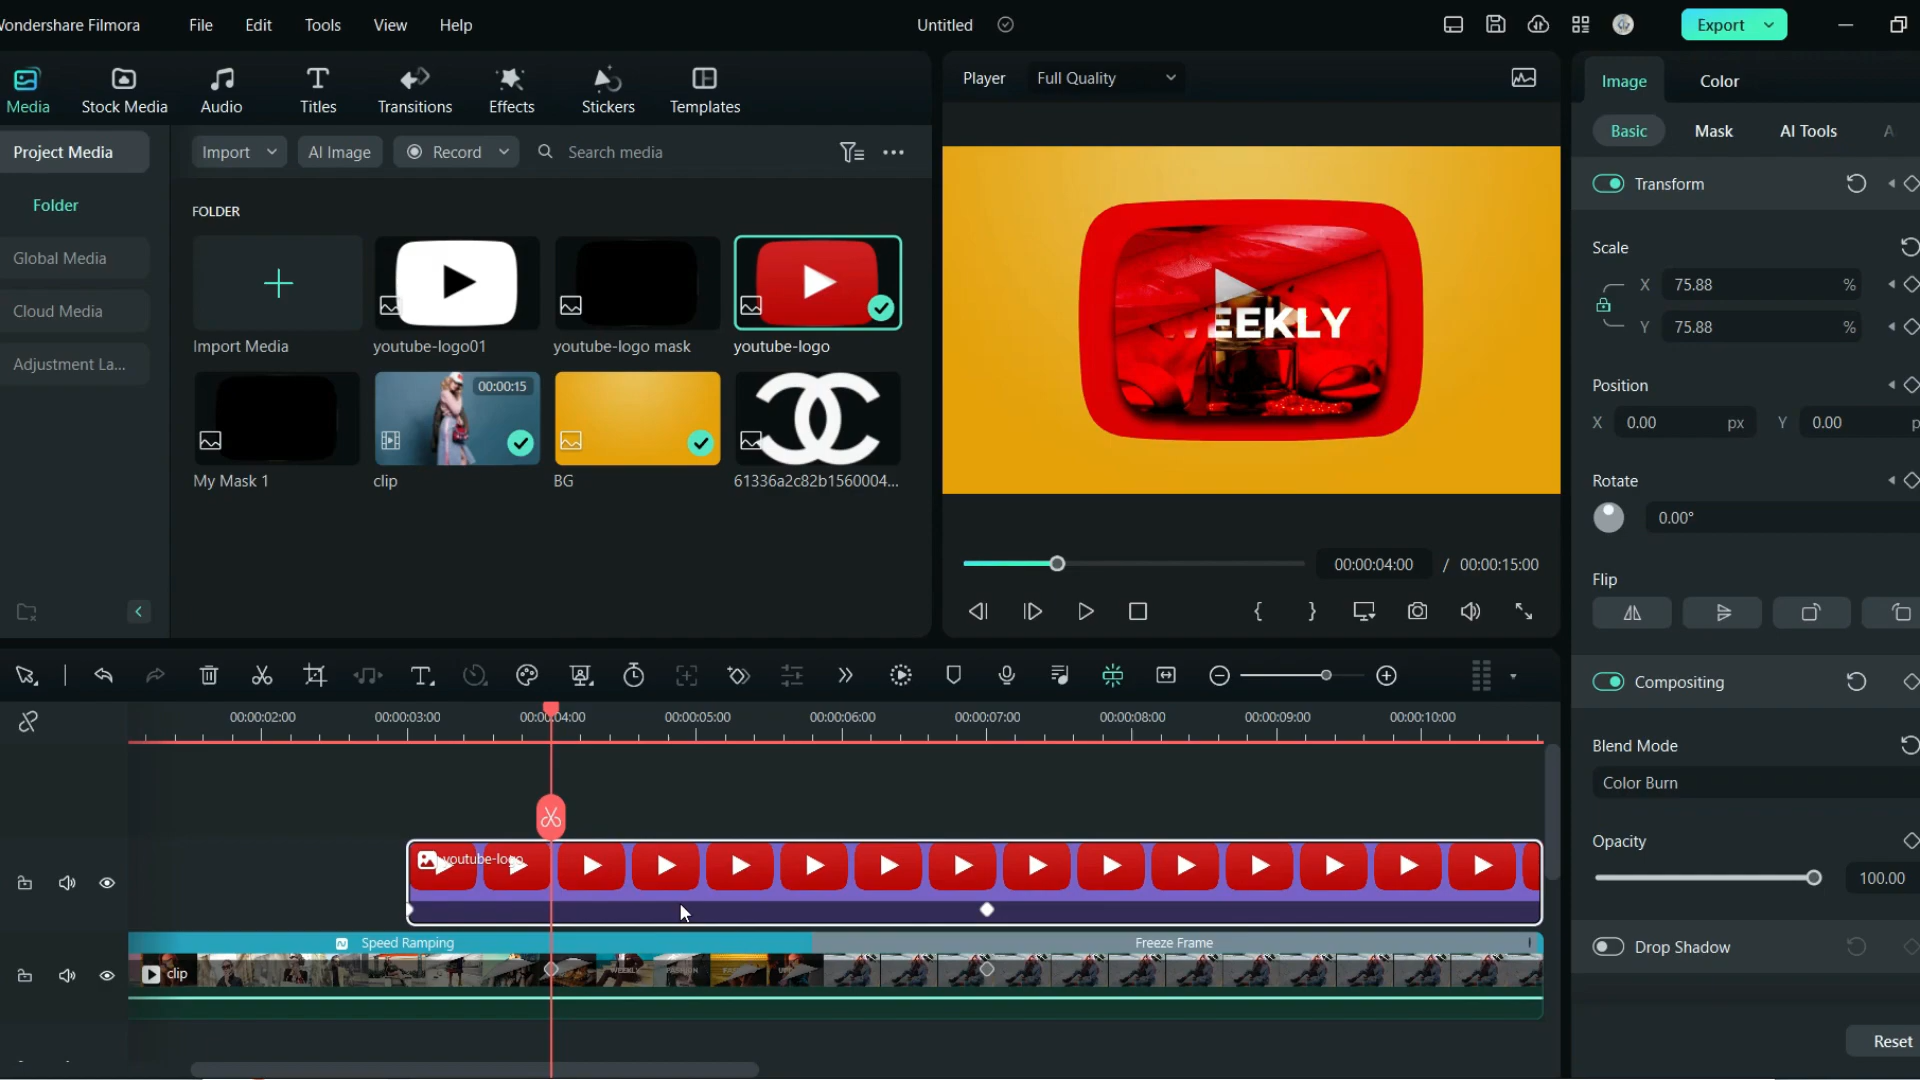 Wondershare Filmora File Edit Tools View Help Untitled Export
Media Stock Media Audio Titles Transitions Effects Stickers Templates
Player Full Quality
Image Color
Basic Mask AI Tools A
Project Media
Folder
Global Media
Cloud Media
Adjustment La...
Import AI Image Record Search media
FOLDER
Import Media youtube-logo01 youtube-logo mask youtube-logo
00:00:15
My Mask 1 clip BG 61336a2c82b1560004...
WEEKLY
00:00:04:00 / 00:00:15:00
Transform
Scale
X 75.88 %
Y 75.88 %
Position
X 0.00 px Y 0.00 p
Rotate
0.00°
Flip
Compositing
Blend Mode
Color Burn
Opacity
100.00
Drop Shadow
Reset
00:00:02:00 00:00:03:00 00:00:04:00 00:00:05:00 00:00:06:00 00:00:07:00 00:00:08:00 00:00:09:00 00:00:10:00
youtube-logo
Speed Ramping Freeze Frame
clip
WEEKLY